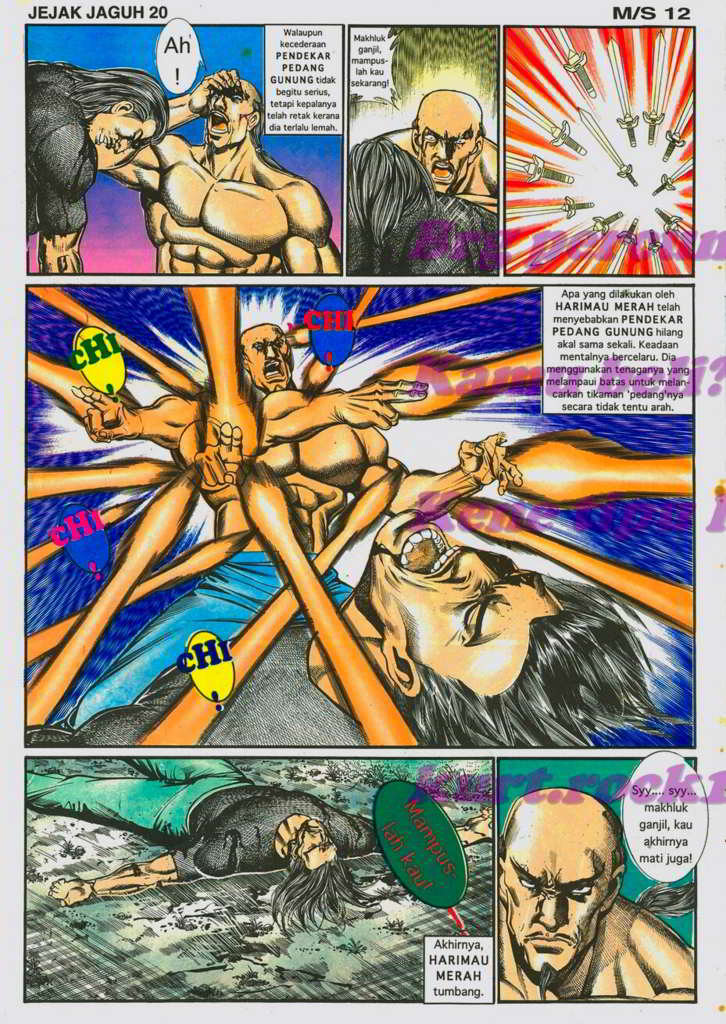 JEJAK JAGUH 20
M/S 12
Ah
!
Walaupun
kecederaan
PENDEKAR
PEDANG
GUNUNG tidak
begitu serius,
tetapi kepalanya
telah retak kerana
dia terlalu lemah.
Makhluk
ganjil,
mampus-
lah kau
sekarang!
CHI
!
CHI
!
CHI
!
CHI
!
Apa yang dilakukan oleh
HARIMAU MERAH telah
menyebabkan PENDEKAR
PEDANG GUNUNG hilang
akal sama sekali. Keadaan
mentalnya bercelaru. Dia
menggunakan tenaganya yang
melampaui batas untuk melan-
carkan tikaman 'pedang'nya
secara tidak tentu arah.
Mampus-
lah kau!
Akhirnya,
HARIMAU
MERAH
tumbang.
Syy.... syy...
makhluk
ganjil, kau
akhirnya
mati juga!
Brg
Kene tipu